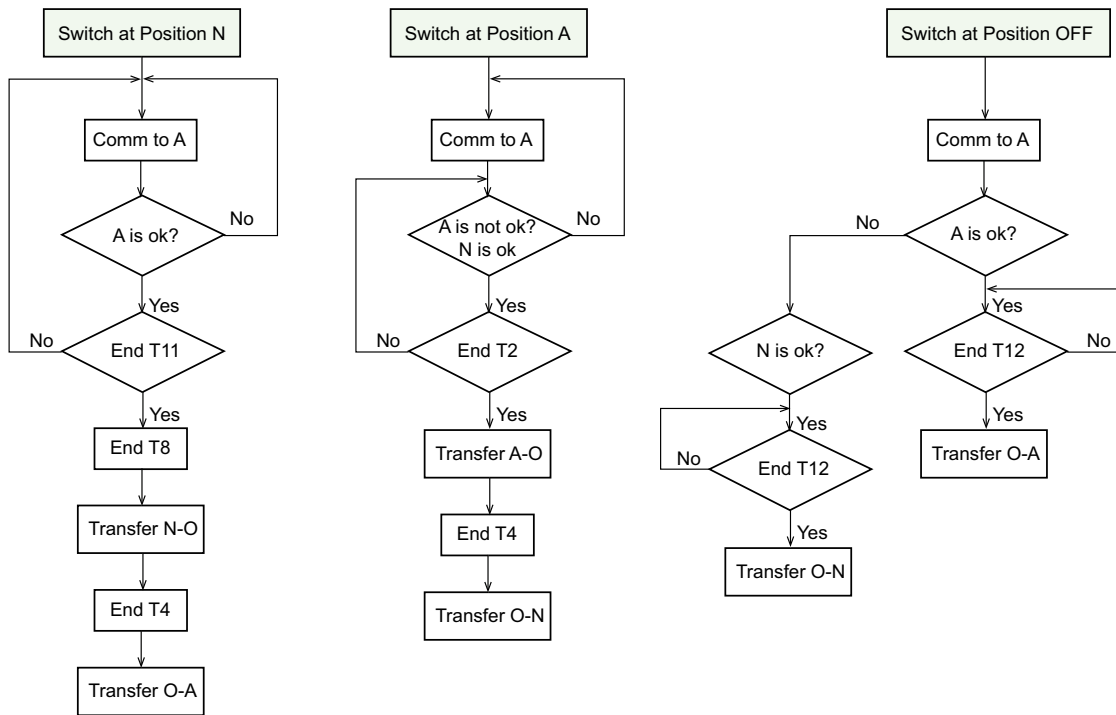 Switch at Position N
Comm to A
A is ok?
No
Yes
End T11
No
Yes
End T8
Transfer N-O
End T4
Transfer O-A
Switch at Position A
Comm to A
A is not ok?
N is ok
No
Yes
End T2
No
Yes
Transfer A-O
End T4
Transfer O-N
Switch at Position OFF
Comm to A
A is ok?
No
Yes
End T12
No
Yes
Transfer O-A
N is ok?
Yes
End T12
No
Yes
Transfer O-N